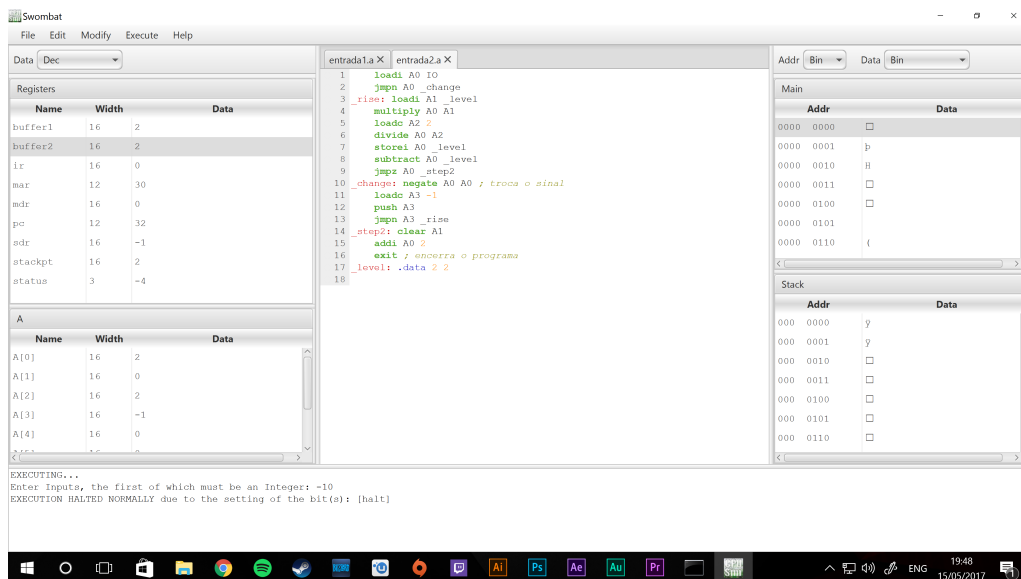 Swombat
File Edit Modify Execute Help
Data Dec
Registers
Name Width Data
buffer1 16 2
buffer2 16 2
ir 16 0
mar 12 30
mdr 16 0
pc 12 32
sdr 16 -1
stackpt 16 2
status 3 -4
A
Name Width Data
A[0] 16 2
A[1] 16 0
A[2] 16 2
A[3] 16 -1
A[4] 16 0
entrada1.a entrada2.a
1 loadi A0 IO
2 jmpn A0 _change
3 _rise: loadi A1 _level
4 multiply A0 A1
5 loadc A2 2
6 divide A0 A2
7 storei A0 _level
8 subtract A0 _level
9 jmpz A0 _step2
10 _change: negate A0 A0 ; troca o sinal
11 loadc A3 -1
12 push A3
13 jmpn A3 _rise
14 _step2: clear A1
15 addi A0 2
16 exit ; encerra o programa
17 _level: .data 2 2
18
Addr Bin Data Bin
Main
Addr Data
0000 0000
0000 0001 þ
0000 0010 H
0000 0011
0000 0100
0000 0101
0000 0110 (
Stack
Addr Data
000 0000 ÿ
000 0001 ÿ
000 0010
000 0011
000 0100
000 0101
000 0110
EXECUTING...
Enter Inputs, the first of which must be an Integer: -10
EXECUTION HALTED NORMALLY due to the setting of the bit(s): [halt]
Ai Ps Ae Au Pr
ENG
19:48
15/05/2017
1